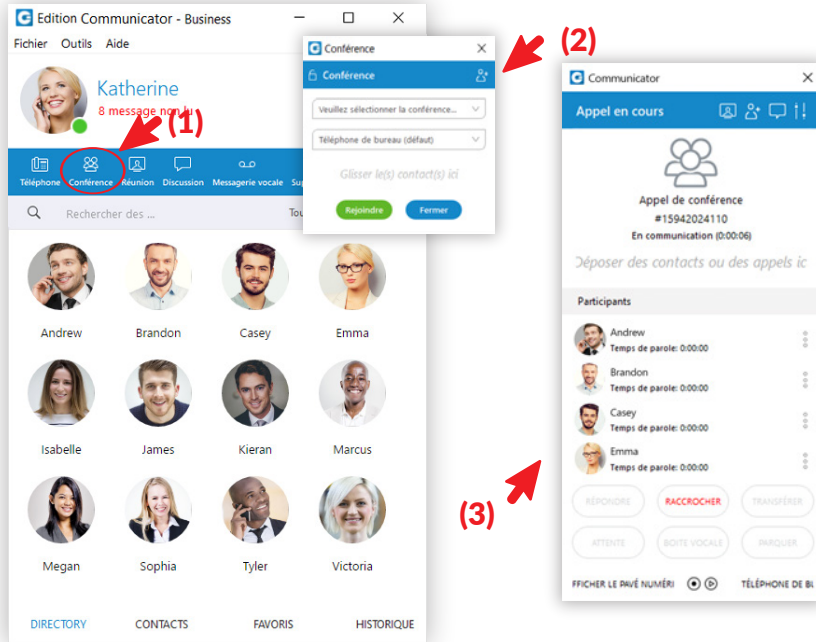 Edition Communicator - Business
Fichier Outils Aide
Katherine
8 message non lu
(1)
Téléphone Conférence Réunion Discussion Messagerie vocale Sup
Rechercher des ...
Tou
Andrew Brandon Casey Emma
Isabelle James Kieran Marcus
Megan Sophia Tyler Victoria
DIRECTORY CONTACTS FAVORIS HISTORIQUE
Conférence
Conférence
Veuillez sélectionner la conférence...
Téléphone de bureau (défaut)
Glisser le(s) contact(s) ici
Rejoindre Fermer
(2)
Communicator
Appel en cours
Appel de conférence
#15942024110
En communication (0:00:06)
Déposer des contacts ou des appels ic
Participants
Andrew
Temps de parole: 0:00:00
Brandon
Temps de parole: 0:00:00
Casey
Temps de parole: 0:00:00
Emma
Temps de parole: 0:00:00
RÉPONDRE RACCROCHER TRANSFÉRER
ATTENTE BOITE VOCALE PARQUER
FFICHER LE PAVÉ NUMÉRI TÉLÉPHONE DE BU
(3)